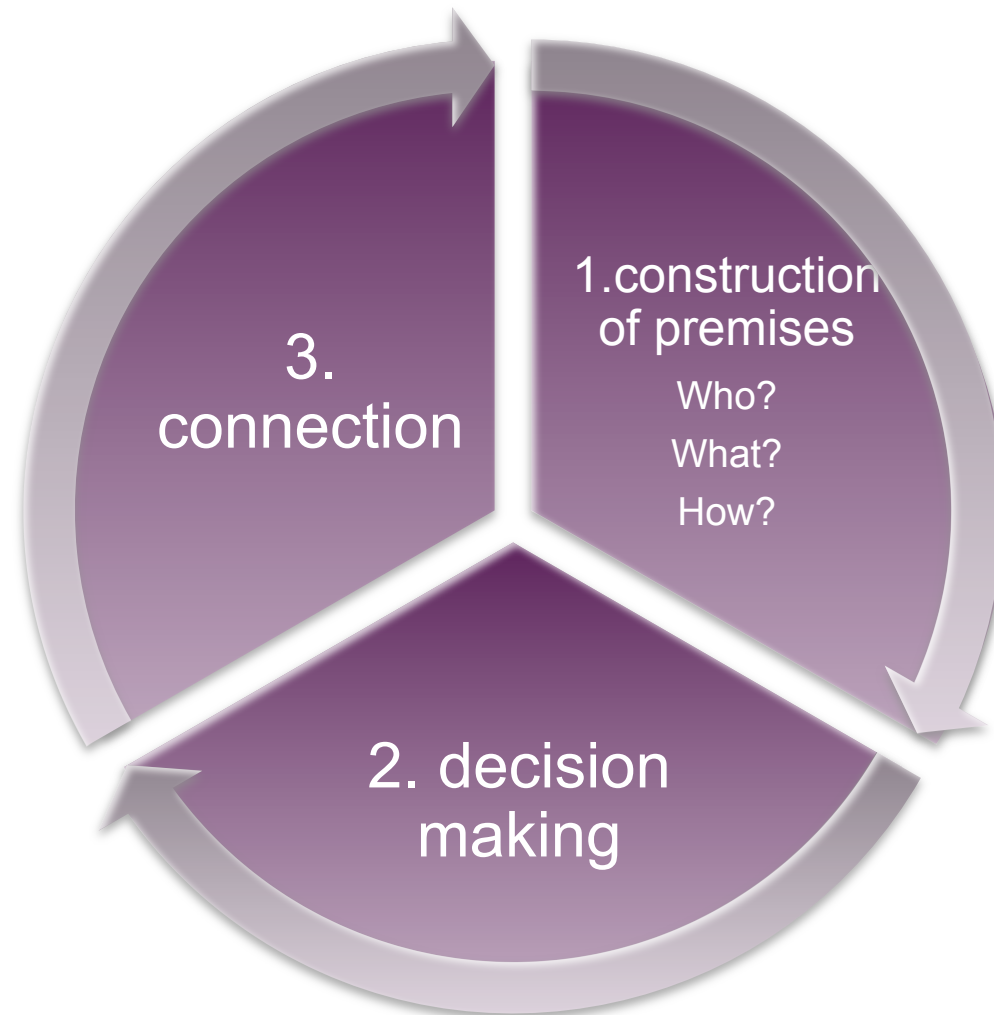 1.construction
of premises
Who?
What?
How?
2. decision
making
3.
connection